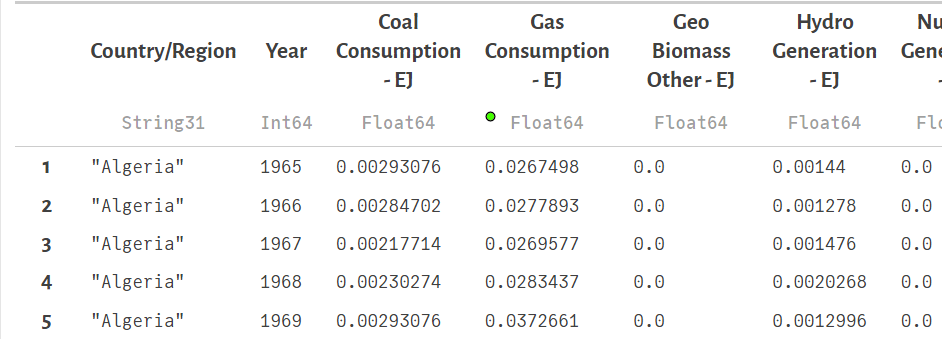 Country/Region Year Coal Consumption - EJ Gas Consumption - EJ Geo Biomass Other - EJ Hydro Generation - EJ
String31 Int64 Float64 Float64 Float64 Float64
1 "Algeria" 1965 0.00293076 0.0267498 0.0 0.00144 0.0
2 "Algeria" 1966 0.00284702 0.0277893 0.0 0.001278 0.0
3 "Algeria" 1967 0.00217714 0.0269577 0.0 0.001476 0.0
4 "Algeria" 1968 0.00230274 0.0283437 0.0 0.0020268 0.0
5 "Algeria" 1969 0.00293076 0.0372661 0.0 0.0012996 0.0